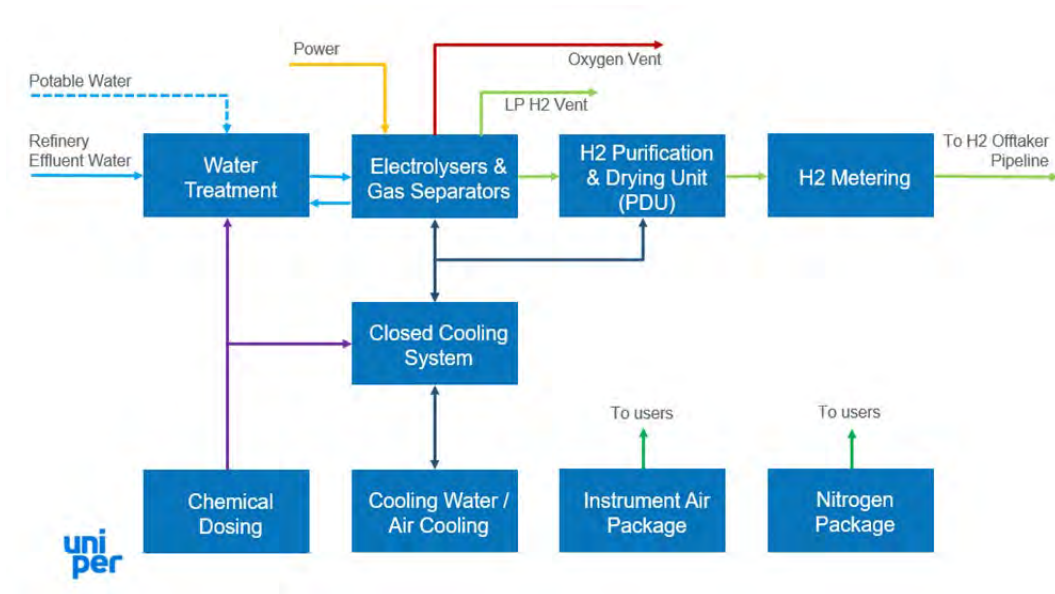 Power
Oxygen Vent
Potable Water
LP H2 Vent
Refinery
Effluent Water
Water
Treatment
Electrolysers &
Gas Separators
H2 Purification
& Drying Unit
(PDU)
H2 Metering
To H2 Offtaker
Pipeline
Closed Cooling
System
To users
To users
Chemical
Dosing
Cooling Water /
Air Cooling
Instrument Air
Package
Nitrogen
Package
uni
per